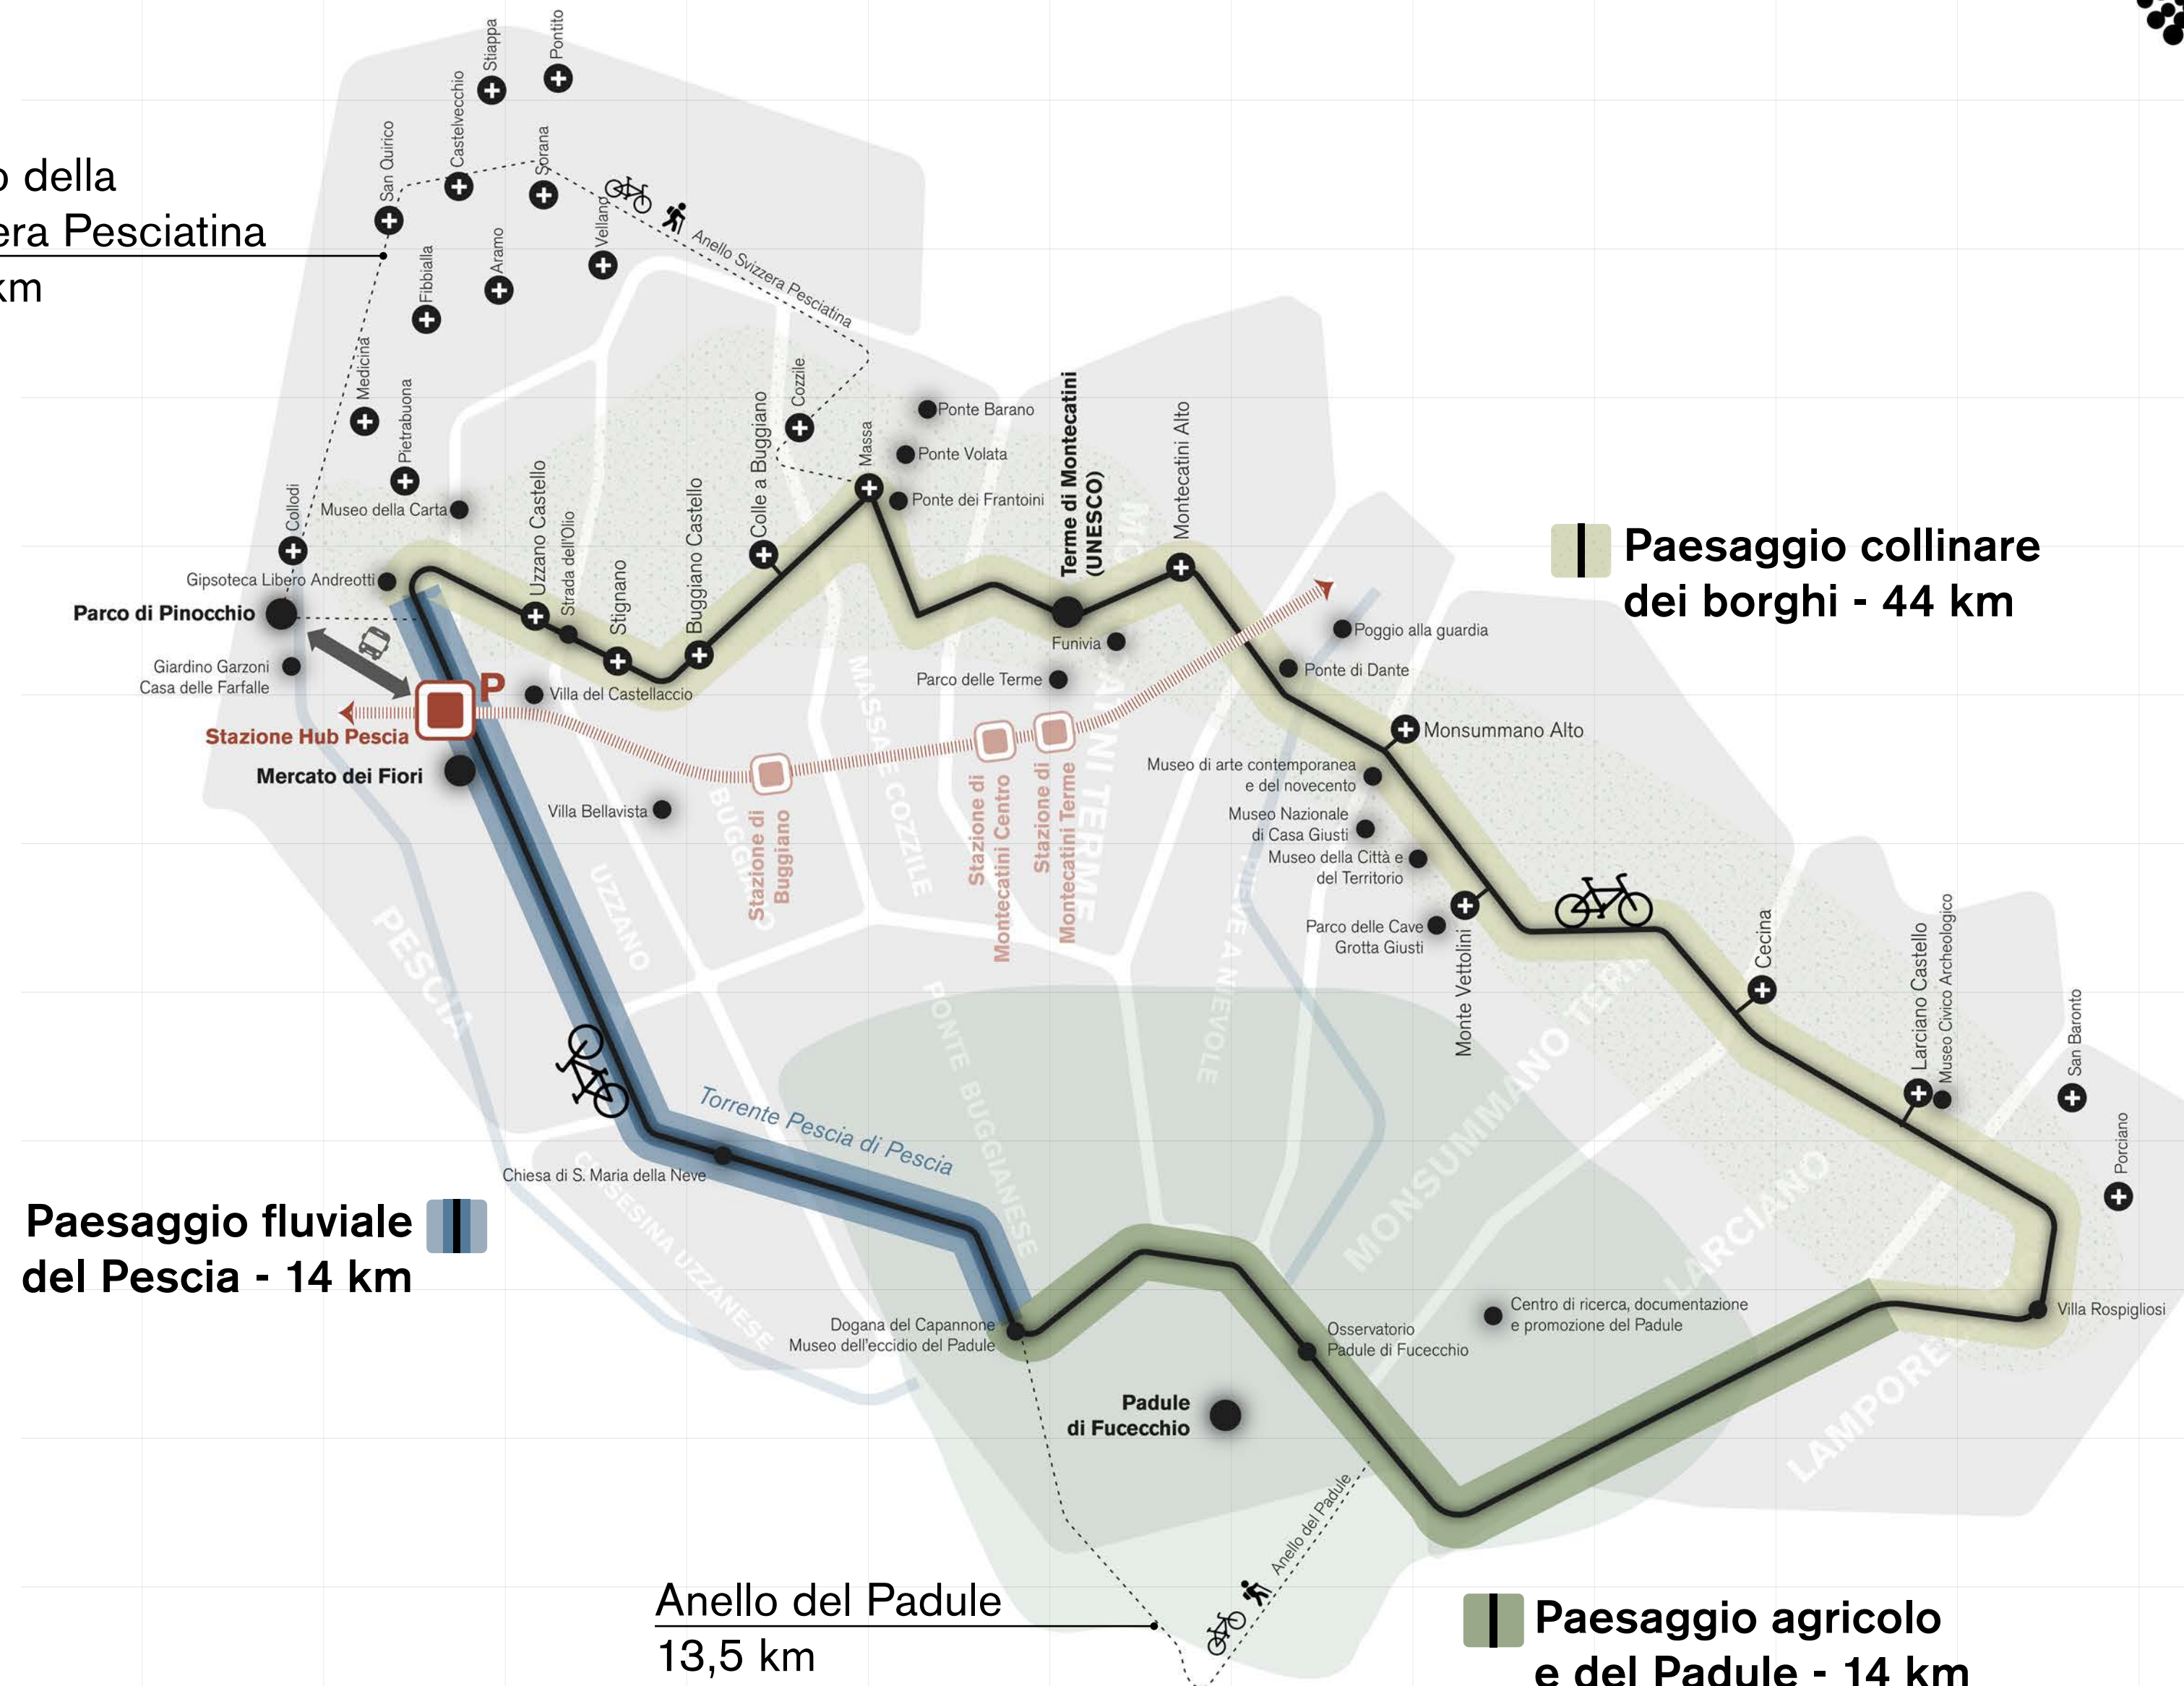 Stiappa
Pontito
Castelvecchio
San Quirico
Sorana
Vellano
Aramo
Fibbialla
Medicina
Pietrabuona
della
Pesciatina
km
Anello Svizzera Pesciatina
Collodi
Museo della Carta
Gipsoteca Libero Andreotti
Parco di Pinocchio
Giardino Garzoni
Casa delle Farfalle
P
Stazione Hub Pescia
Mercato dei Fiori
Uzzano Castello
Strada dell'Olio
Stignano
Buggiano Castello
Colle a Buggiano
Cozzile
Massa
Villa del Castellaccio
Villa Bellavista
Ponte Barano
Ponte Volata
Ponte dei Frantoini
Terme di Montecatini
(UNESCO)
Montecatini Alto
Funivia
Parco delle Terme
Stazione di
Buggiano
Stazione di
Montecatini Centro
Stazione di
Montecatini Terme
Paesaggio collinare
dei borghi - 44 km
Poggio alla guardia
Ponte di Dante
Monsummano Alto
Museo di arte contemporanea
e del novecento
Museo Nazionale
di Casa Giusti
Museo della Città e
del Territorio
Parco delle Cave
Grotta Giusti
Monte Vettolini
Cecina
Larciano Castello
Museo Civico Archeologico
San Baronto
Porciano
Villa Rospigliosi
PESCIA
UZZANO
BUGGIANO
MASSA E COZZILE
PONTE BUGGIANESE
MONSUMMANO
LARCIANO
Torrente Pescia di Pescia
Chiesa di S. Maria della Neve
Paesaggio fluviale
del Pescia - 14 km
Dogana del Capannone
Museo dell'eccidio del Padule
Osservatorio
Padule di Fucecchio
Centro di ricerca, documentazione
e promozione del Padule
Padule
di Fucecchio
Anello del Padule
Anello del Padule
13,5 km
Paesaggio agricolo
e del Padule - 14 km